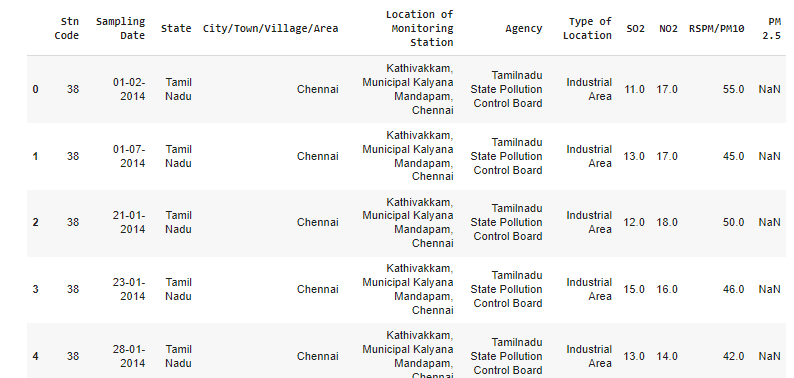 Stn Code Sampling Date State City/Town/Village/Area Location of Monitoring Station Agency Type of Location SO2 NO2 RSPM/PM10 PM 2.5
0 38 01-02-2014 Tamil Nadu Chennai Kathivakkam, Municipal Kalyana Mandapam, Chennai Tamilnadu State Pollution Control Board Industrial Area 11.0 17.0 55.0 NaN
1 38 01-07-2014 Tamil Nadu Chennai Kathivakkam, Municipal Kalyana Mandapam, Chennai Tamilnadu State Pollution Control Board Industrial Area 13.0 17.0 45.0 NaN
2 38 21-01-2014 Tamil Nadu Chennai Kathivakkam, Municipal Kalyana Mandapam, Chennai Tamilnadu State Pollution Control Board Industrial Area 12.0 18.0 50.0 NaN
3 38 23-01-2014 Tamil Nadu Chennai Kathivakkam, Municipal Kalyana Mandapam, Chennai Tamilnadu State Pollution Control Board Industrial Area 15.0 16.0 46.0 NaN
4 38 28-01-2014 Tamil Nadu Chennai Kathivakkam, Municipal Kalyana Mandapam, Chennai Tamilnadu State Pollution Control Board Industrial Area 13.0 14.0 42.0 NaN